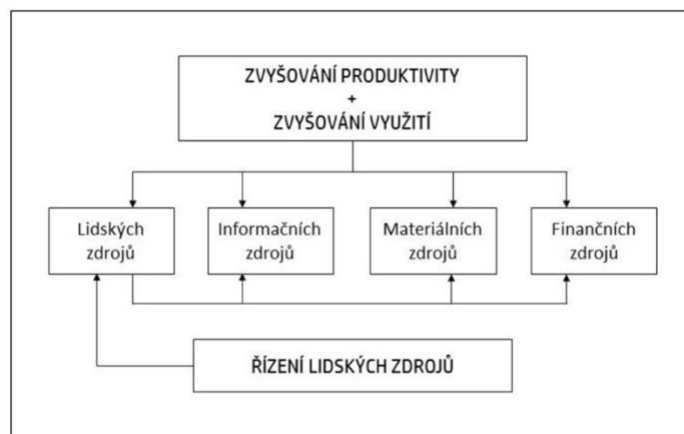 ZVYŠOVÁNÍ PRODUKTIVITY
+
ZVYŠOVÁNÍ VYUŽITÍ
Lidských
zdrojů
Informačních
zdrojů
Materiálních
zdrojů
Finančních
zdrojů
ŘÍZENÍ LIDSKÝCH ZDROJŮ